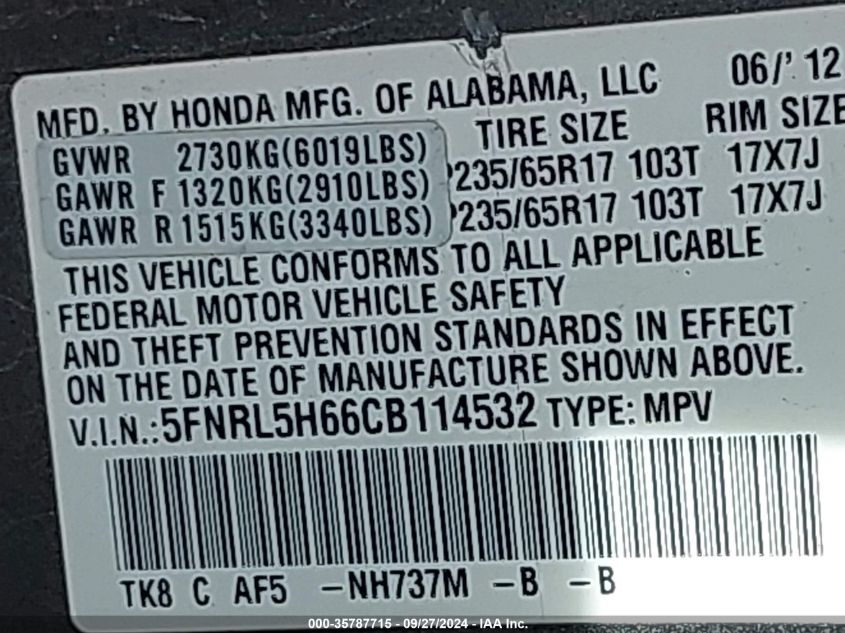 MFD. BY HONDA MFG. OF ALABAMA, LLC 06/' 12
TIRE SIZE RIM SIZE
GVWR 2730KG(6019LBS)
GAWR F 1320KG(2910LBS) P235/65R17 103T 17X7J
GAWR R 1515KG(3340LBS) P235/65R17 103T 17X7J
THIS VEHICLE CONFORMS TO ALL APPLICABLE
FEDERAL MOTOR VEHICLE SAFETY
AND THEFT PREVENTION STANDARDS IN EFFECT
ON THE DATE OF MANUFACTURE SHOWN ABOVE.
V.I.N.:5FNRL5H66CB114532 TYPE: MPV
TK8 C AF5 -NH737M -B -B
000-35787715 - 09/27/2024 - IAA Inc.